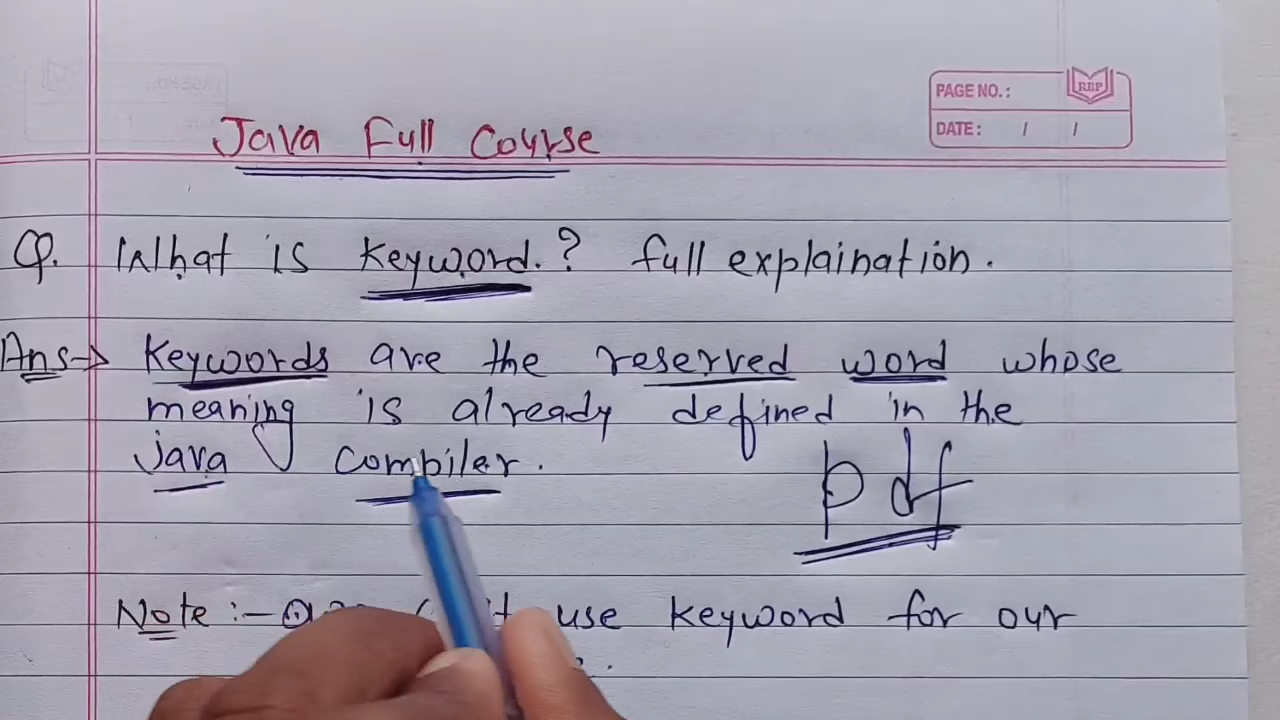 RBP
PAGE NO.:
DATE: / /
Java Full Course
Q. What is Keyword.? full explaination.
Ans→ Keywords are the reserved word whose
meaning is already defined in the
java compiler.
pdf
Note :- use keyword for our